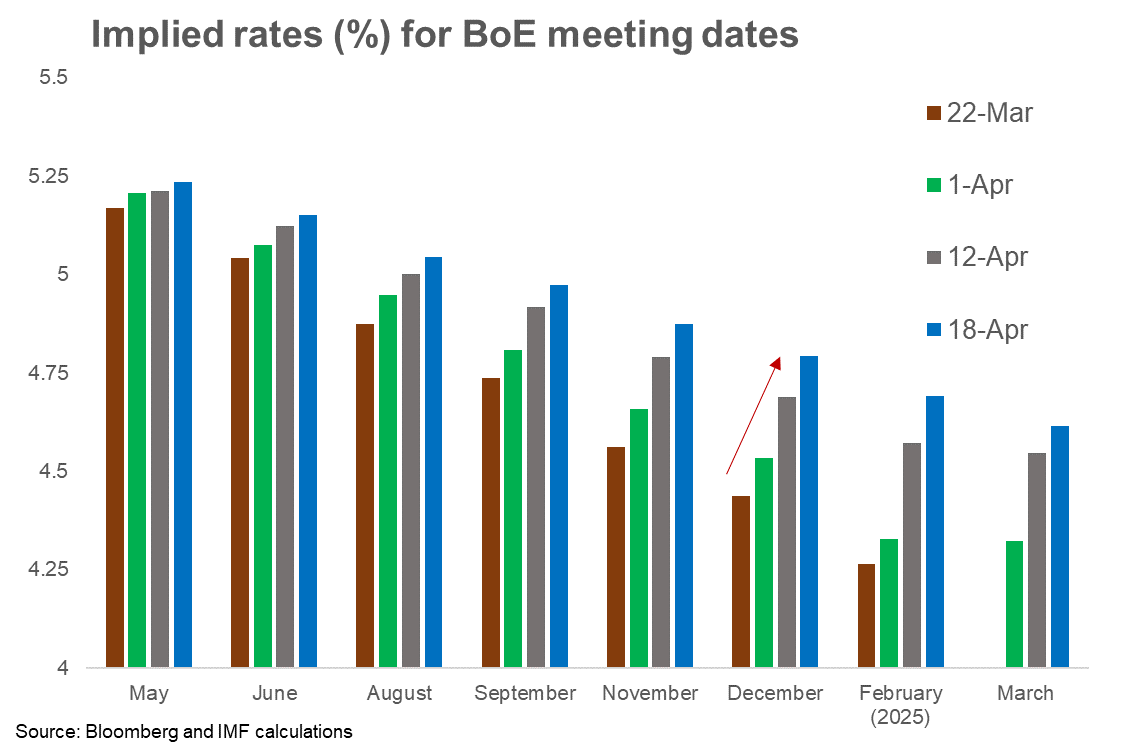 Implied rates (%) for BoE meeting dates
5.5
5.25
5
4.75
4.5
4.25
4
22-Mar
1-Apr
12-Apr
18-Apr
May
June
August
September
November
December
February
(2025)
March
Source: Bloomberg and IMF calculations